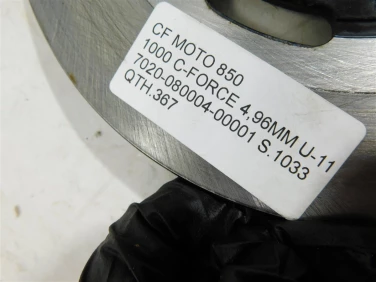 CF MOTO 850
1000 C-FORCE 4,96MM U-11
7020-080004-00001 S.1033
QTH.367